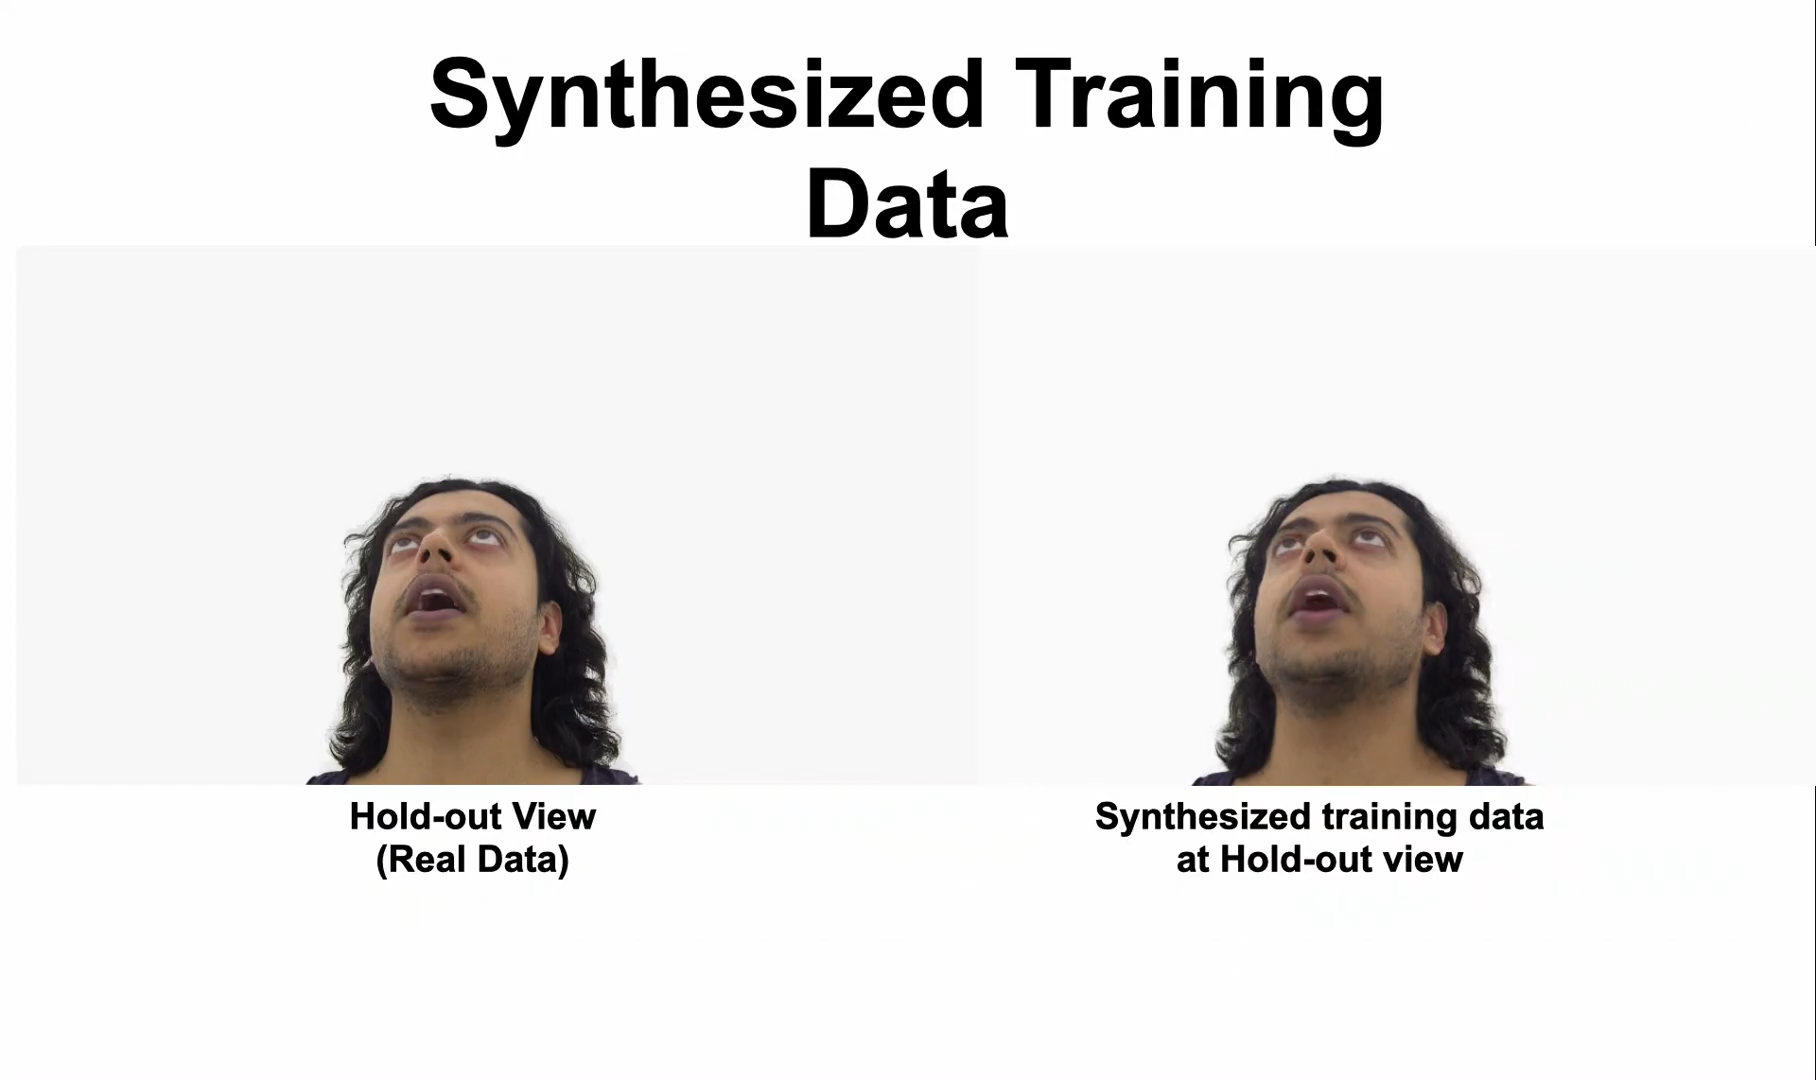 Synthesized Training
Data
Hold-out View
(Real Data)
Synthesized training data
at Hold-out view